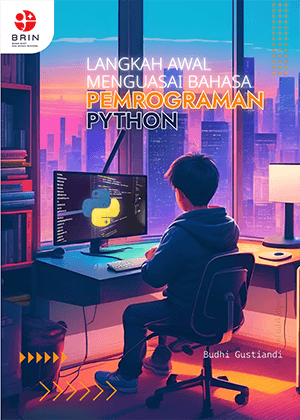 BRIN
LANGKAH AWAL
MENGUASAI BAHASA
PEMROGRAMAN
PYTHON
Budhi Gustiandi